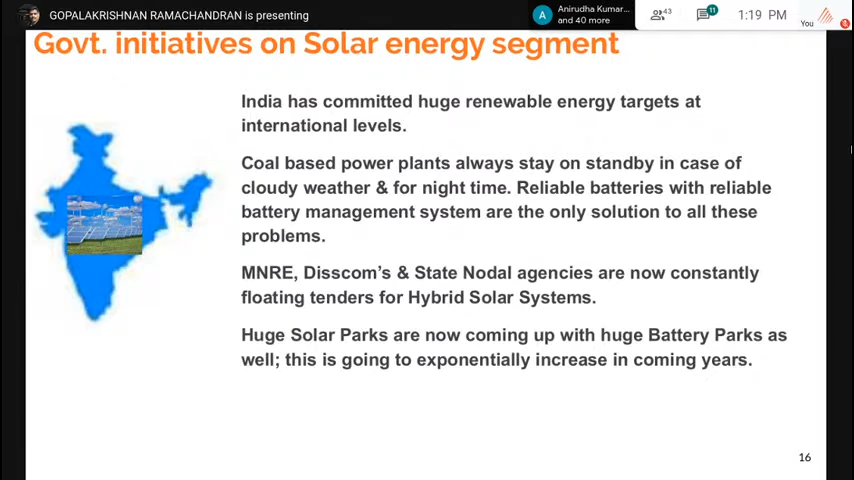 GOPALAKRISHNAN RAMACHANDRAN is presenting
A
Anirudha Kumar...
and 40 more
43
11
1:19 PM
You
Govt. initiatives on Solar energy segment
India has committed huge renewable energy targets at
international levels.
Coal based power plants always stay on standby in case of
cloudy weather & for night time. Reliable batteries with reliable
battery management system are the only solution to all these
problems.
MNRE, Disscom's & State Nodal agencies are now constantly
floating tenders for Hybrid Solar Systems.
Huge Solar Parks are now coming up with huge Battery Parks as
well; this is going to exponentially increase in coming years.
16